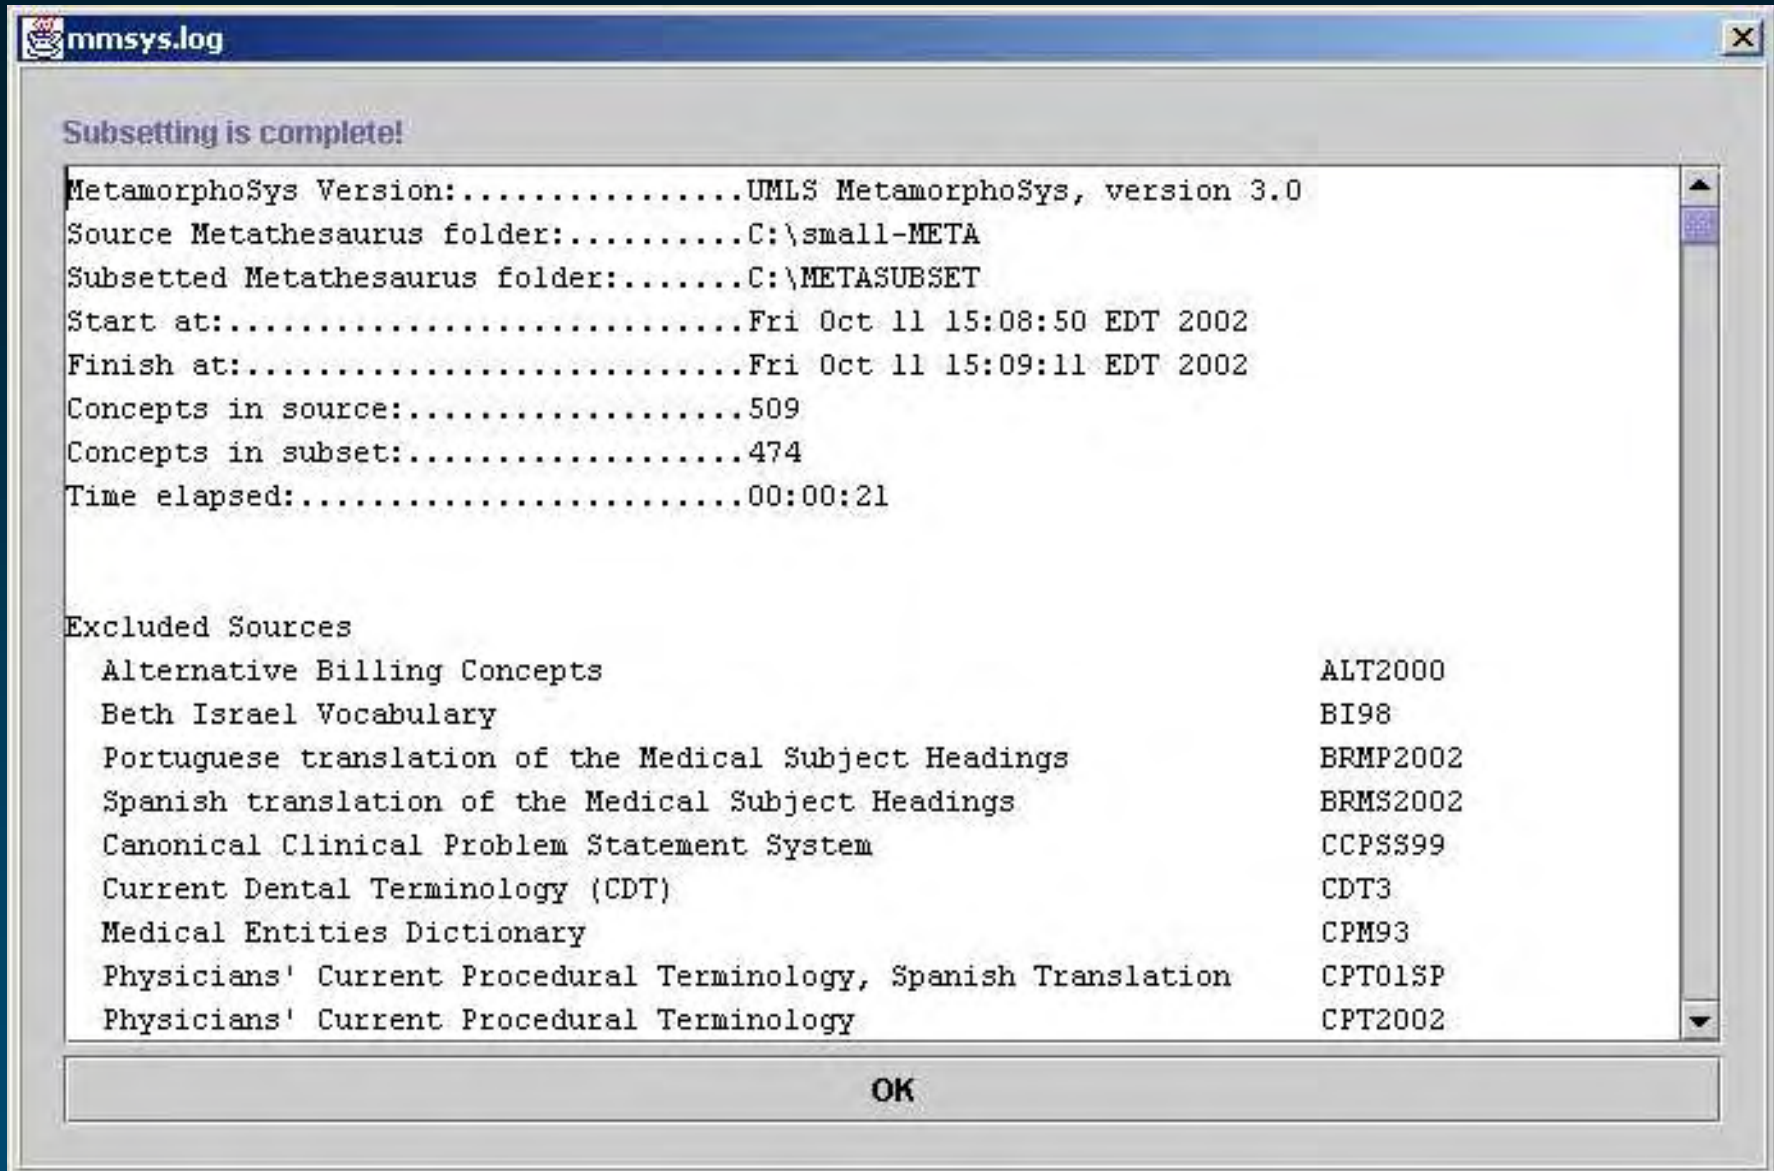 mmsys.log
Subsetting is complete!
MetamorphoSys Version:................UMLS MetamorphoSys, version 3.0
Source Metathesaurus folder:..........C:\small-META
Subsetted Metathesaurus folder:.......C:\METASUBSET
Start at:.............................Fri Oct 11 15:08:50 EDT 2002
Finish at:............................Fri Oct 11 15:09:11 EDT 2002
Concepts in source:...................509
Concepts in subset:...................474
Time elapsed:.........................00:00:21
Excluded Sources
Alternative Billing Concepts ALT2000
Beth Israel Vocabulary BI98
Portuguese translation of the Medical Subject Headings BRMP2002
Spanish translation of the Medical Subject Headings BRMS2002
Canonical Clinical Problem Statement System CCPSS99
Current Dental Terminology (CDT) CDT3
Medical Entities Dictionary CPM93
Physicians' Current Procedural Terminology, Spanish Translation CPT01SP
Physicians' Current Procedural Terminology CPT2002
OK